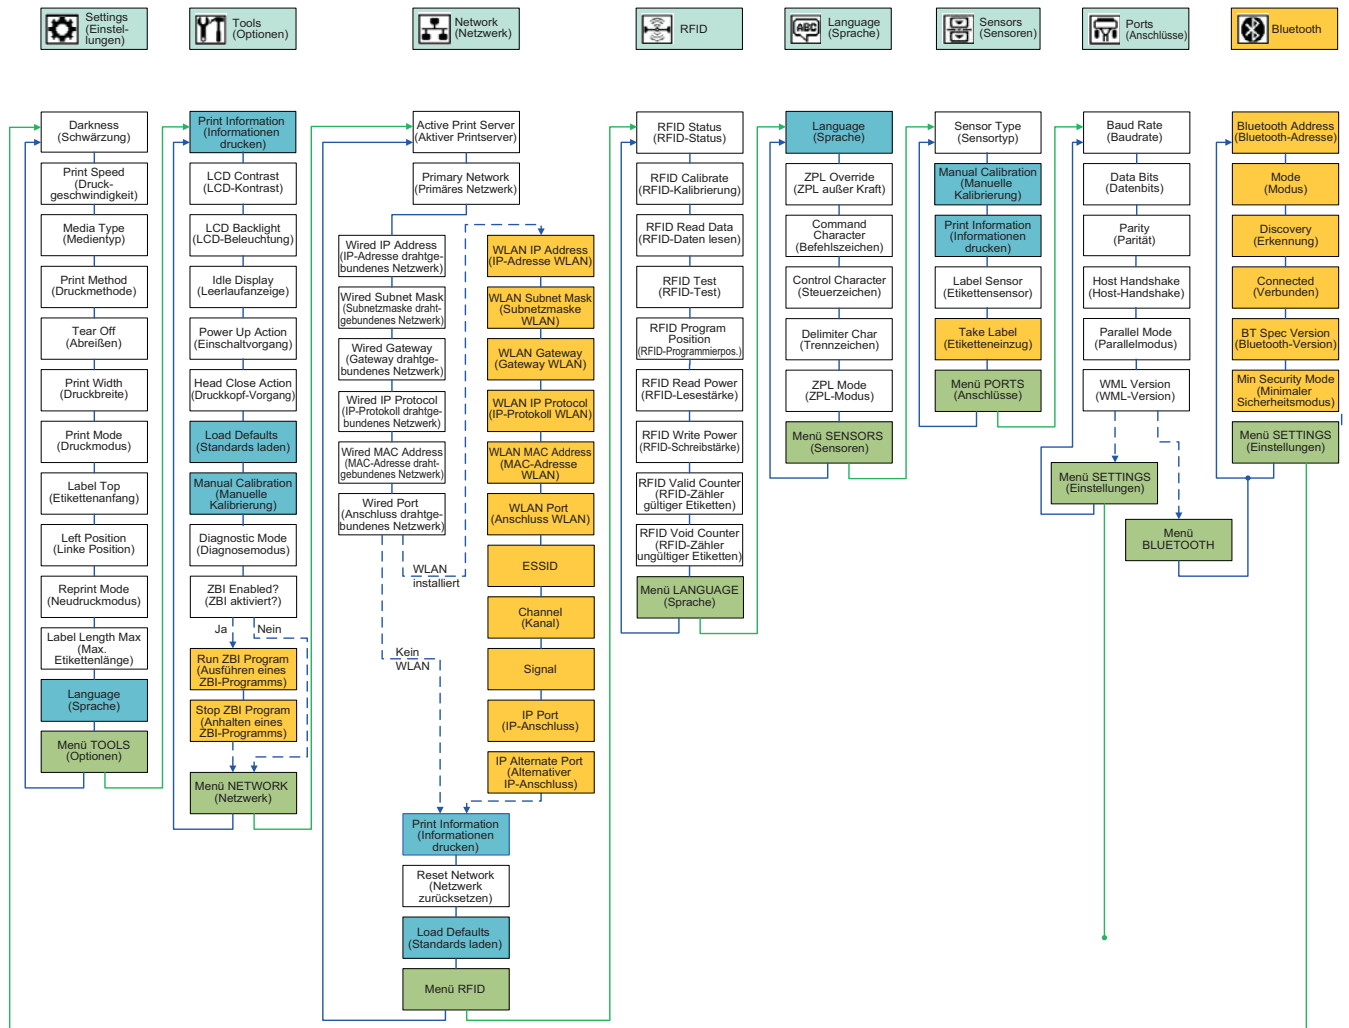 Settings
(Einstel-
lungen)
Tools
(Optionen)
Network
(Netzwerk)
RFID
ABC
Language
(Sprache)
Sensors
(Sensoren)
Ports
(Anschlüsse)
Bluetooth
Darkness
(Schwärzung)
Print Speed
(Druck-
geschwindigkeit)
Media Type
(Medientyp)
Print Method
(Druckmethode)
Tear Off
(Abreißen)
Print Width
(Druckbreite)
Print Mode
(Druckmodus)
Label Top
(Etikettenanfang)
Left Position
(Linke Position)
Reprint Mode
(Neudruckmodus)
Label Length Max
(Max.
Etikettenlänge)
Language
(Sprache)
Menü TOOLS
(Optionen)
Print Information
(Informationen
drucken)
LCD Contrast
(LCD-Kontrast)
LCD Backlight
(LCD-Beleuchtung)
Idle Display
(Leerlaufanzeige)
Power Up Action
(Einschaltvorgang)
Head Close Action
(Druckkopf-Vorgang)
Load Defaults
(Standards laden)
Manual Calibration
(Manuelle
Kalibrierung)
Diagnostic Mode
(Diagnosemodus)
ZBI Enabled?
(ZBI aktiviert?)
Ja
Nein
Run ZBI Program
(Ausführen eines
ZBI-Programms)
Stop ZBI Program
(Anhalten eines
ZBI-Programms)
Menü NETWORK
(Netzwerk)
Active Print Server
(Aktiver Printserver)
Primary Network
(Primäres Netzwerk)
Wired IP Address
(IP-Adresse drahtge-
bundenes Netzwerk)
Wired Subnet Mask
(Subnetzmaske draht-
gebundenes Netzwerk)
Wired Gateway
(Gateway drahtge-
bundenes Netzwerk)
Wired IP Protocol
(IP-Protokoll drahtge-
bundenes Netzwerk)
Wired MAC Address
(MAC-Adresse draht-
gebundenes Netzwerk)
Wired Port
(Anschluss drahtge-
bundenes Netzwerk)
WLAN
installiert
Kein
WLAN
WLAN IP Address
(IP-Adresse WLAN)
WLAN Subnet Mask
(Subnetzmaske
WLAN)
WLAN Gateway
(Gateway WLAN)
WLAN IP Protocol
(IP-Protokoll WLAN)
WLAN MAC Address
(MAC-Adresse
WLAN)
WLAN Port
(Anschluss WLAN)
ESSID
Channel
(Kanal)
Signal
IP Port
(IP-Anschluss)
IP Alternate Port
(Alternativer
IP-Anschluss)
Print Information
(Informationen
drucken)
Reset Network
(Netzwerk
zurücksetzen)
Load Defaults
(Standards laden)
Menü RFID
RFID Status
(RFID-Status)
RFID Calibrate
(RFID-Kalibrierung)
RFID Read Data
(RFID-Daten lesen)
RFID Test
(RFID-Test)
RFID Program
Position
(RFID-Programmierpos.)
RFID Read Power
(RFID-Lesestärke)
RFID Write Power
(RFID-Schreibstärke)
RFID Valid Counter
(RFID-Zähler
gültiger Etiketten)
RFID Void Counter
(RFID-Zähler
ungültiger Etiketten)
Menü LANGUAGE
(Sprache)
Language
(Sprache)
ZPL Override
(ZPL außer Kraft)
Command
Character
(Befehlszeichen)
Control Character
(Steuerzeichen)
Delimiter Char
(Trennzeichen)
ZPL Mode
(ZPL-Modus)
Menü SENSORS
(Sensoren)
Sensor Type
(Sensortyp)
Manual Calibration
(Manuelle
Kalibrierung)
Print Information
(Informationen
drucken)
Label Sensor
(Etikettensensor)
Take Label
(Etiketteneinzug)
Menü PORTS
(Anschlüsse)
Baud Rate
(Baudrate)
Data Bits
(Datenbits)
Parity
(Parität)
Host Handshake
(Host-Handshake)
Parallel Mode
(Parallelmodus)
WML Version
(WML-Version)
Menü SETTINGS
(Einstellungen)
Menü
BLUETOOTH
Bluetooth Address
(Bluetooth-Adresse)
Mode
(Modus)
Discovery
(Erkennung)
Connected
(Verbunden)
BT Spec Version
(Bluetooth-Version)
Min Security Mode
(Minimaler
Sicherheitsmodus)
Menü SETTINGS
(Einstellungen)